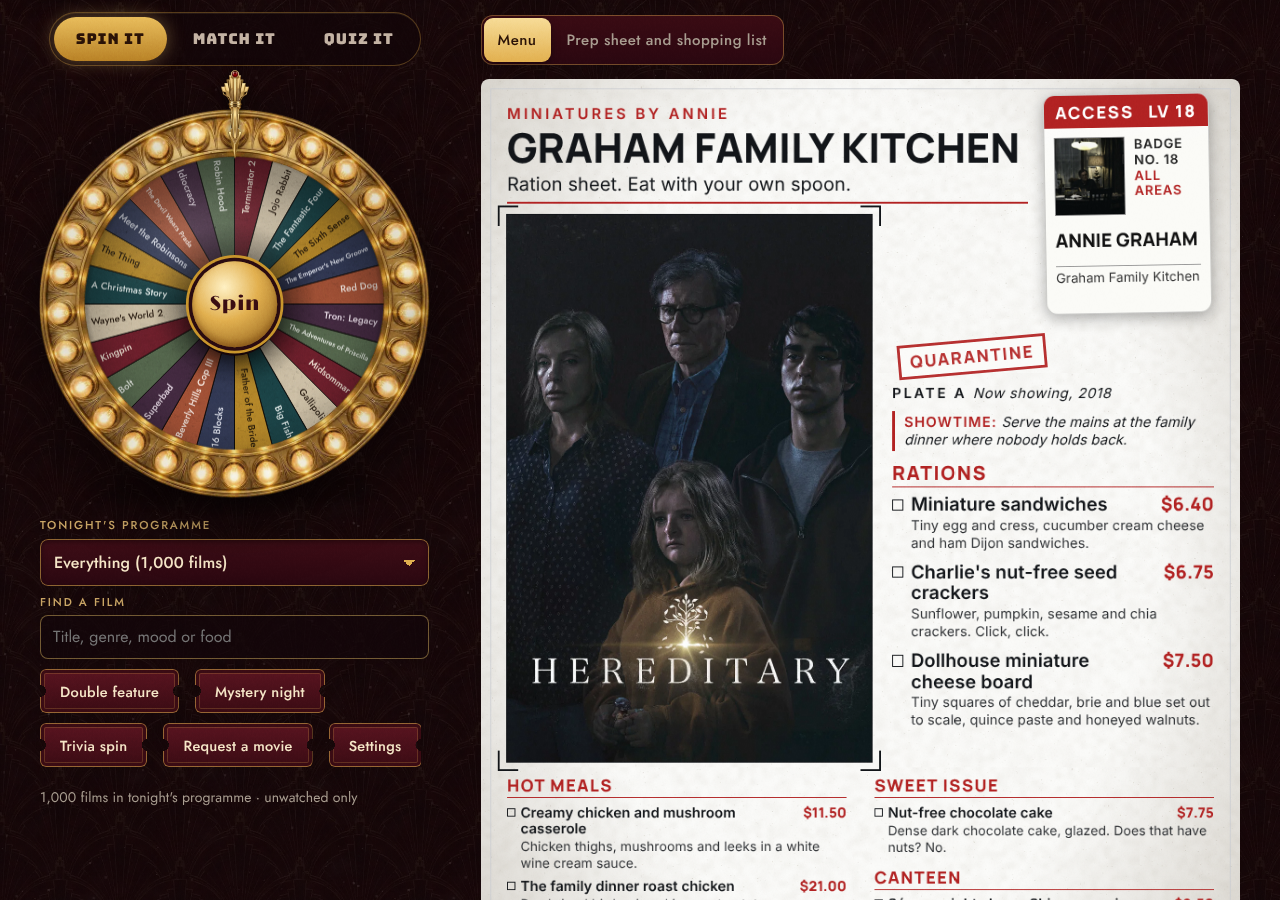 SPIN IT
MATCH IT
QUIZ IT
Menu
Prep sheet and shopping list
Robin Hood
Terminator 2
Jojo Rabbit
The Fantastic Four
The Sixth Sense
The Emperor's New Groove
Red Dog
Tron: Legacy
The Adventures of Priscilla
Midsommar
Gallipoli
Big Fish
Father of the Bride
16 Blocks
Beverly Hills Cop III
Superbad
Bolt
Kingpin
Wayne's World 2
A Christmas Story
The Thing
Meet the Robinsons
The Devil Wears Prada
Idiocracy
Spin
TONIGHT'S PROGRAMME
Everything (1,000 films)
FIND A FILM
Title, genre, mood or food
Double feature
Mystery night
Trivia spin
Request a movie
Settings
1,000 films in tonight's programme · unwatched only
MINIATURES BY ANNIE
GRAHAM FAMILY KITCHEN
Ration sheet. Eat with your own spoon.
ACCESS LV 18
BADGE
NO. 18
ALL
AREAS
ANNIE GRAHAM
Graham Family Kitchen
HEREDITARY
QUARANTINE
PLATE A Now showing, 2018
SHOWTIME: Serve the mains at the family
dinner where nobody holds back.
RATIONS
Miniature sandwiches $6.40
Tiny egg and cress, cucumber cream cheese
and ham Dijon sandwiches.
Charlie's nut-free seed $6.75
crackers
Sunflower, pumpkin, sesame and chia
crackers. Click, click.
Dollhouse miniature $7.50
cheese board
Tiny squares of cheddar, brie and blue set out
to scale, quince paste and honeyed walnuts.
HOT MEALS
Creamy chicken and mushroom $11.50
casserole
Chicken thighs, mushrooms and leeks in a white
wine cream sauce.
The family dinner roast chicken $21.00
SWEET ISSUE
Nut-free chocolate cake $7.75
Dense dark chocolate cake, glazed. Does that have
nuts? No.
CANTEEN